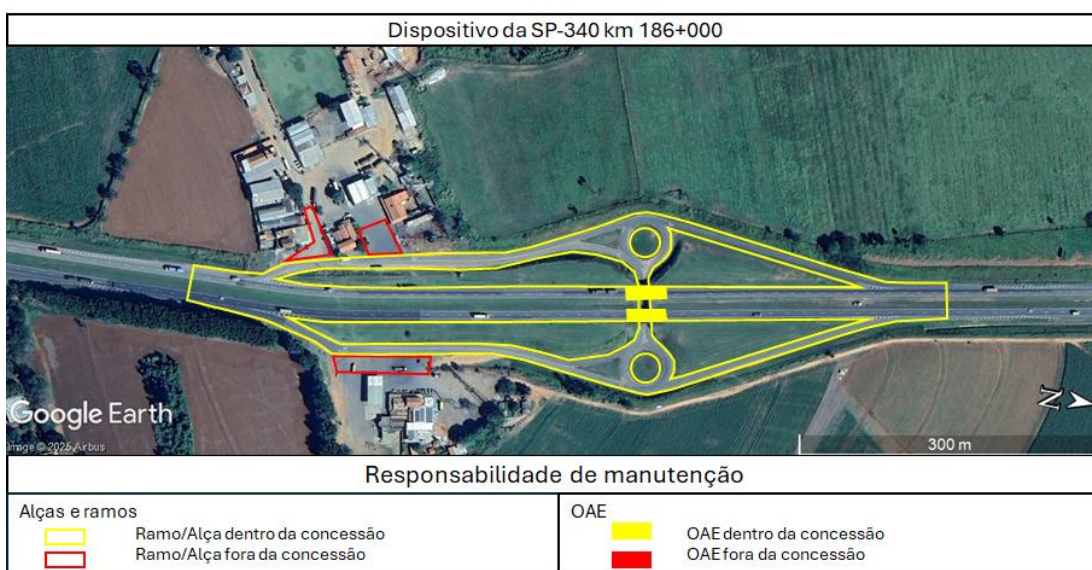 Dispositivo da SP-340 km 186+000
Google Earth
Image © 2025 Airbus
300 m
N
Responsabilidade de manutenção
Alças e ramos
Ramo/Alça dentro da concessão
Ramo/Alça fora da concessão
OAE
OAE dentro da concessão
OAE fora da concessão